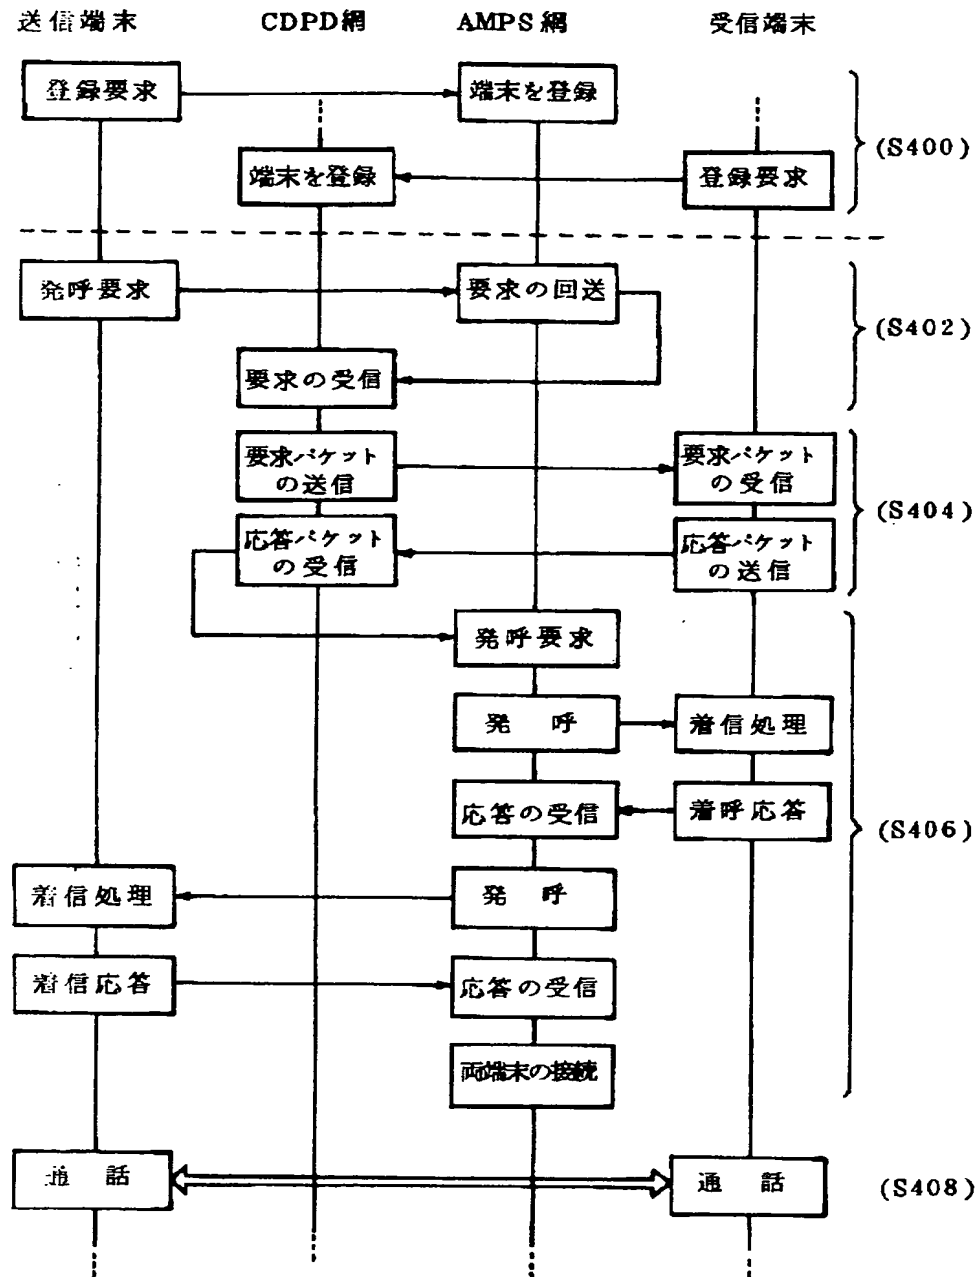 送信端末 CDPD網 AMPS網 受信端末
登録要求
端末を登録
端末を登録
登録要求
(S400)
発呼要求
要求の回送
(S402)
要求の受信
要求パケット
の送信
要求パケット
の受信
(S404)
応答パケット
の受信
応答パケット
の送信
発呼要求
発 呼
着信処理
応答の受信
着呼応答
(S406)
着信処理
発 呼
着信応答
応答の受信
両端末の接続
通 話
通 話
(S408)